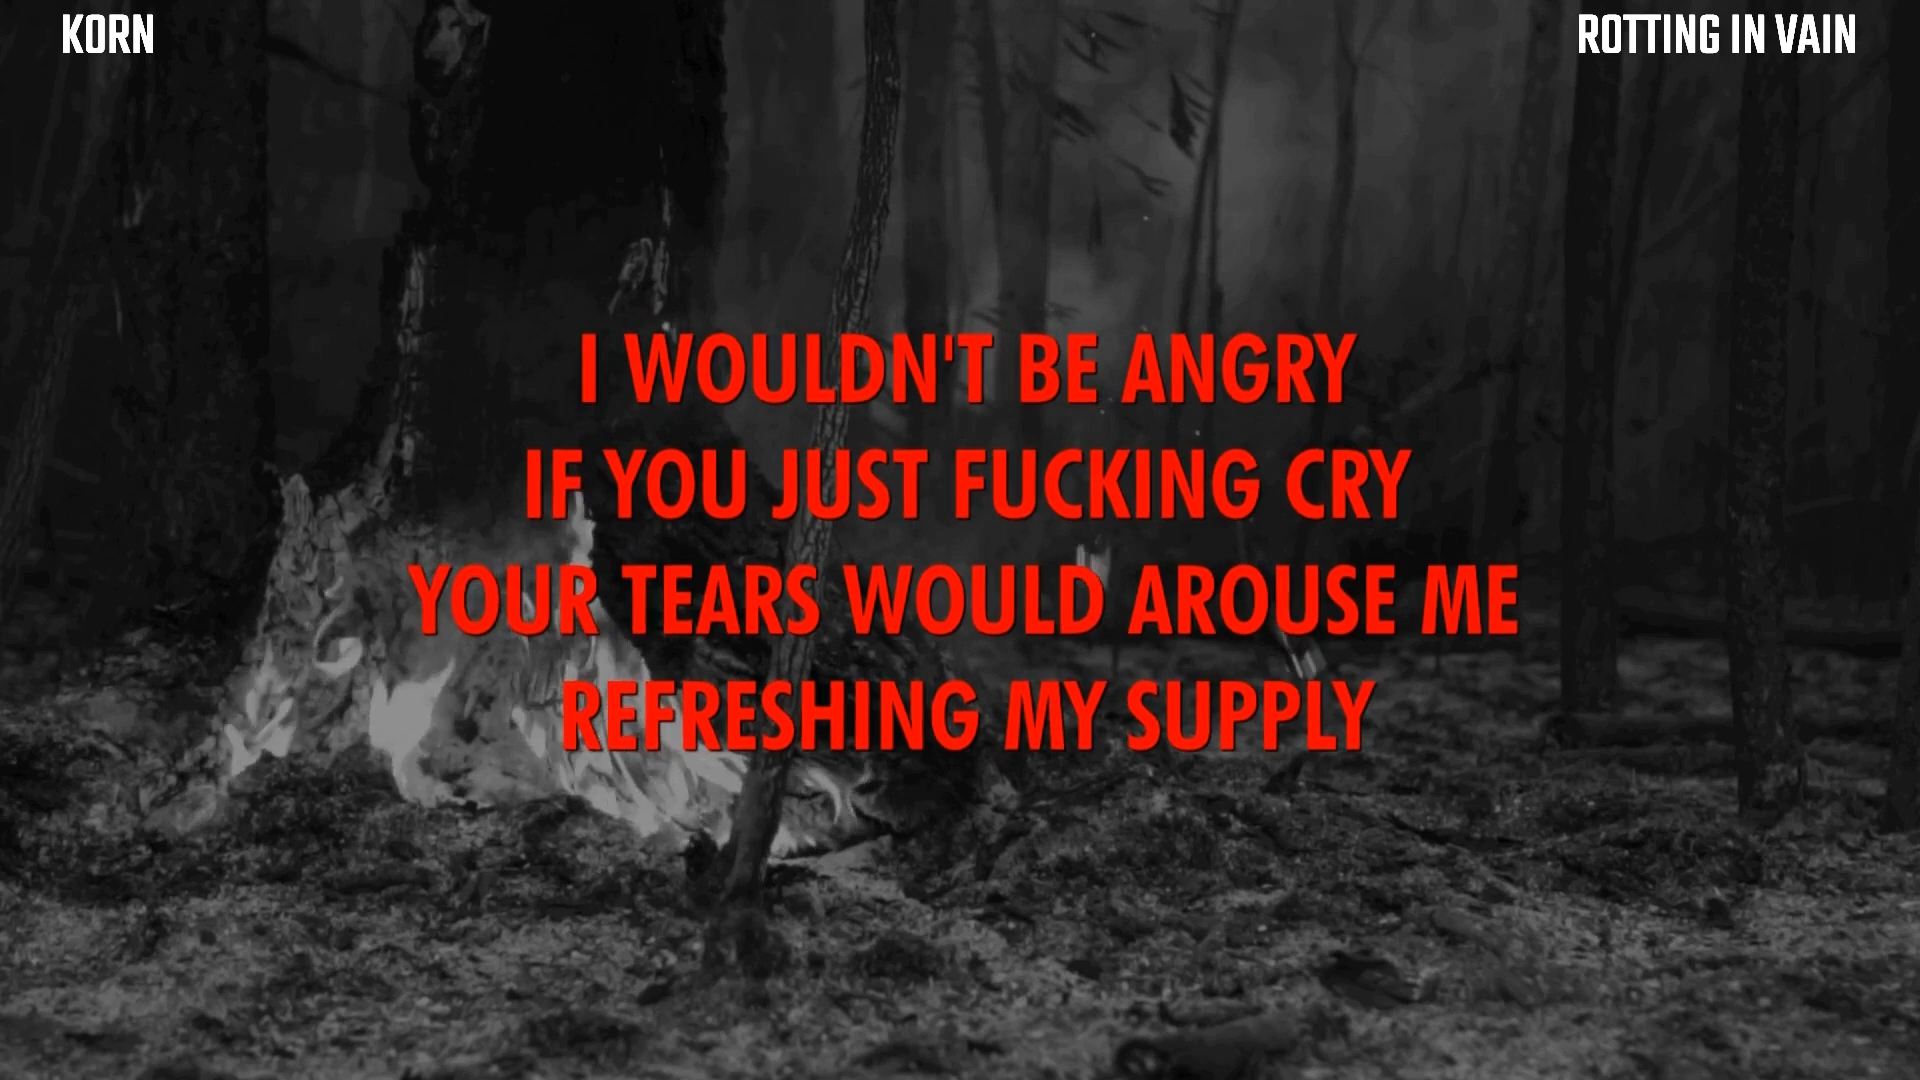 KORN
ROTTING IN VAIN
I WOULDN'T BE ANGRY
IF YOU JUST FUCKING CRY
YOUR TEARS WOULD AROUSE ME
REFRESHING MY SUPPLY